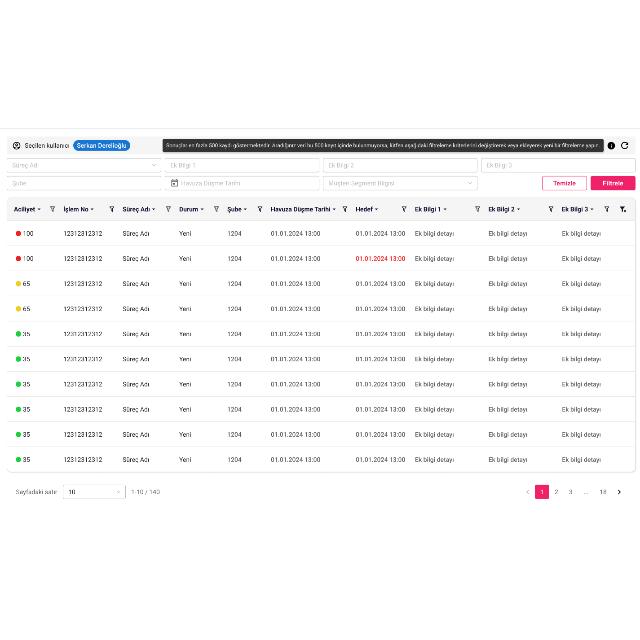 Seçilen kullanıcı Serkan Derelioğlu Sonuçlar en fazla 500 kaydı göstermektedir. Aradığınız veri bu 500 kayıt içinde bulunmuyorsa, lütfen aşağıdaki filtreleme kriterlerini değiştirerek veya ekleyerek yeni bir filtreleme yapın.
Süreç Adı Ek Bilgi 1 Ek Bilgi 2 Ek Bilgi 3
Şube Havuza Düşme Tarihi Müşteri Segment Bilgisi Temizle Filtrele
Aciliyet İşlem No Süreç Adı Durum Şube Havuza Düşme Tarihi Hedef Ek Bilgi 1 Ek Bilgi 2 Ek Bilgi 3
100 12312312312 Süreç Adı Yeni 1204 01.01.2024 13:00 01.01.2024 13:00 Ek bilgi detayı Ek bilgi detayı Ek bilgi detayı
100 12312312312 Süreç Adı Yeni 1204 01.01.2024 13:00 01.01.2024 13:00 Ek bilgi detayı Ek bilgi detayı Ek bilgi detayı
65 12312312312 Süreç Adı Yeni 1204 01.01.2024 13:00 01.01.2024 13:00 Ek bilgi detayı Ek bilgi detayı Ek bilgi detayı
65 12312312312 Süreç Adı Yeni 1204 01.01.2024 13:00 01.01.2024 13:00 Ek bilgi detayı Ek bilgi detayı Ek bilgi detayı
35 12312312312 Süreç Adı Yeni 1204 01.01.2024 13:00 01.01.2024 13:00 Ek bilgi detayı Ek bilgi detayı Ek bilgi detayı
35 12312312312 Süreç Adı Yeni 1204 01.01.2024 13:00 01.01.2024 13:00 Ek bilgi detayı Ek bilgi detayı Ek bilgi detayı
35 12312312312 Süreç Adı Yeni 1204 01.01.2024 13:00 01.01.2024 13:00 Ek bilgi detayı Ek bilgi detayı Ek bilgi detayı
35 12312312312 Süreç Adı Yeni 1204 01.01.2024 13:00 01.01.2024 13:00 Ek bilgi detayı Ek bilgi detayı Ek bilgi detayı
35 12312312312 Süreç Adı Yeni 1204 01.01.2024 13:00 01.01.2024 13:00 Ek bilgi detayı Ek bilgi detayı Ek bilgi detayı
35 12312312312 Süreç Adı Yeni 1204 01.01.2024 13:00 01.01.2024 13:00 Ek bilgi detayı Ek bilgi detayı Ek bilgi detayı
Sayfadaki satır 10 1-10 / 140 1 2 3 ... 18